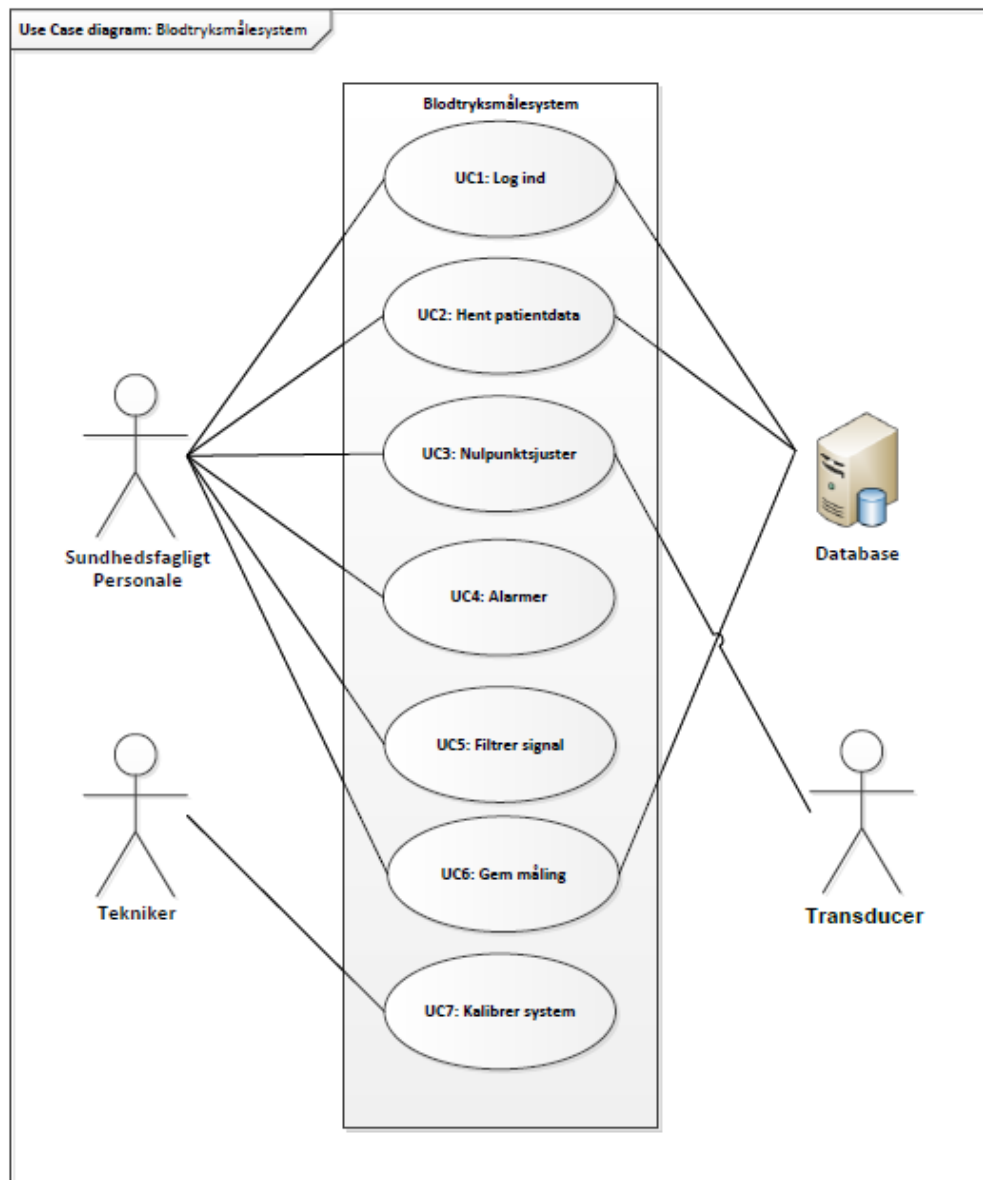 Use Case diagram: Blodtryksmålesystem
Blodtryksmålesystem
UC1: Log ind
UC2: Hent patientdata
UC3: Nulpunktsjuster
UC4: Alarmer
UC5: Filtrer signal
UC6: Gem måling
UC7: Kalibrer system
Sundhedsfagligt
Personale
Tekniker
Database
Transducer